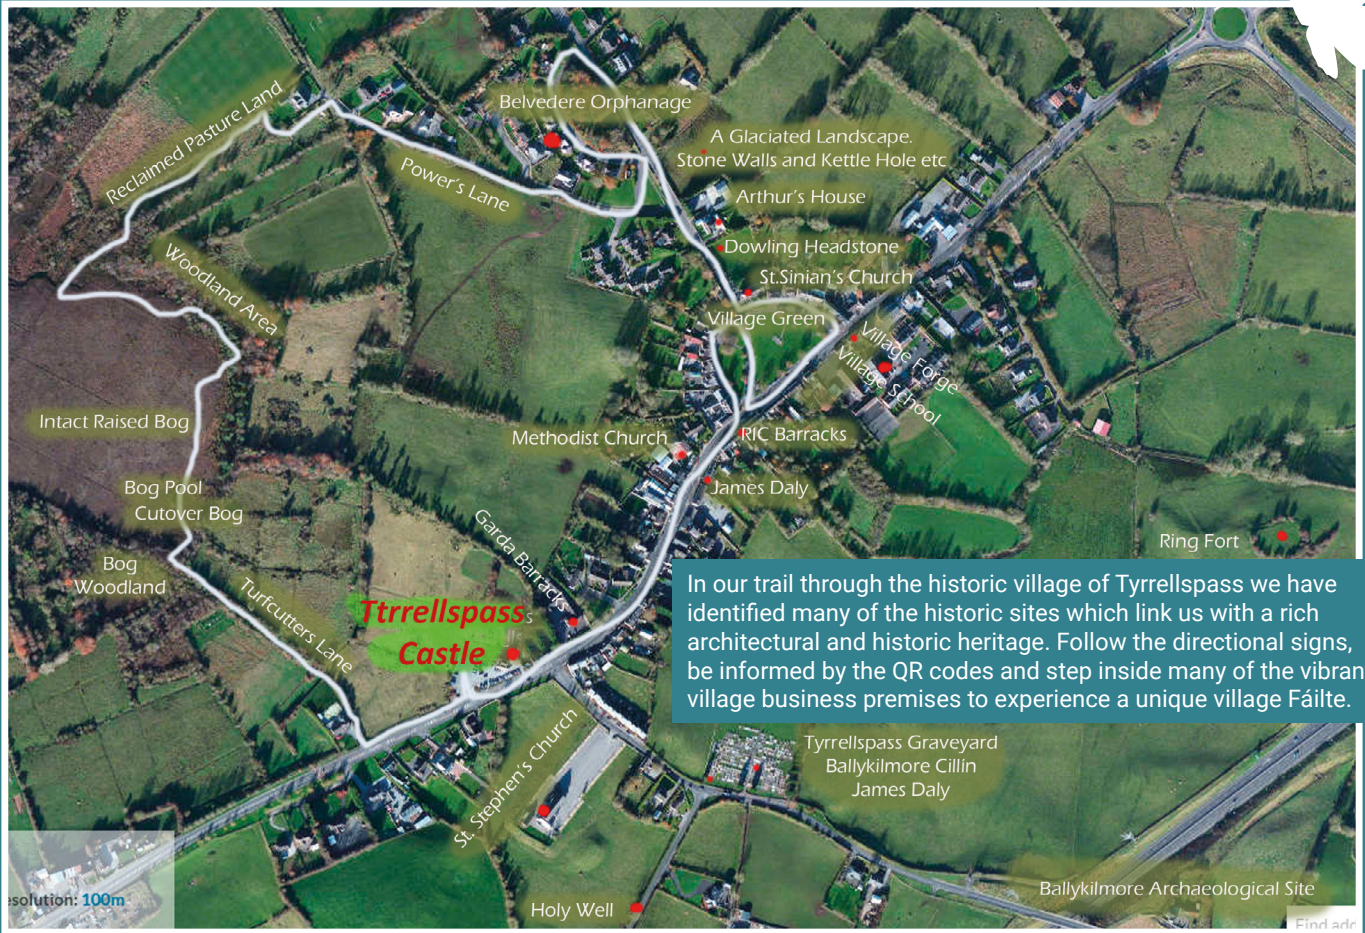 Belvedere Orphanage
A Glaciated Landscape.
Stone Walls and Kettle Hole etc
Reclaimed Pasture Land
Power's Lane
Arthur's House
Dowling Headstone
St.Sinian's Church
Woodland Area
Village Green
Village Forge
Village School
Intact Raised Bog
Methodist Church
RIC Barracks
Bog Pool
Cutover Bog
James Daly
Garda Barracks
Ring Fort
Bog
Woodland
Turfcutters Lane
Ttrrellspass
Castle
In our trail through the historic village of Tyrrellspass we have
identified many of the historic sites which link us with a rich
architectural and historic heritage. Follow the directional signs,
be informed by the QR codes and step inside many of the vibran
village business premises to experience a unique village Fáilte.
St. Stephen's Church
Tyrrellspass Graveyard
Ballykilmore Cillín
James Daly
Ballykilmore Archaeological Site
esolution: 100m
Holy Well
Find add